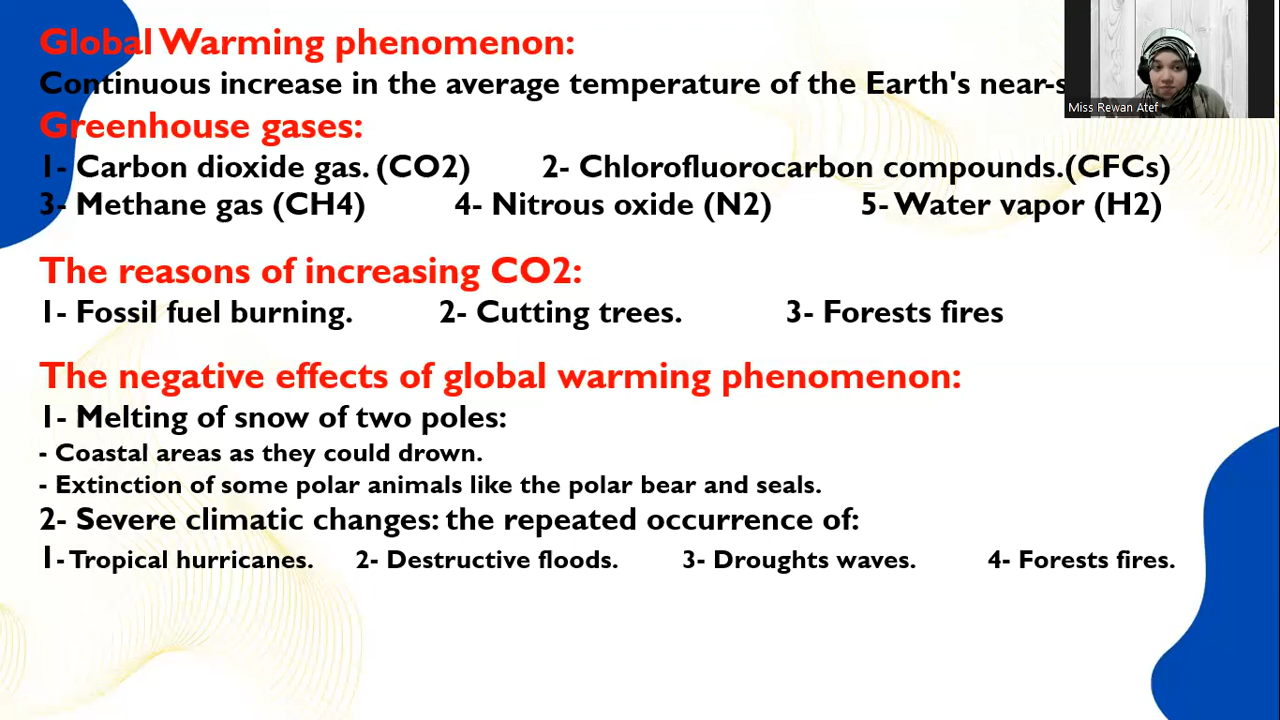 Global Warming phenomenon:
Continuous increase in the average temperature of the Earth's near-s
Miss Rewan Atef
Greenhouse gases:
1- Carbon dioxide gas. (CO2) 2- Chlorofluorocarbon compounds.(CFCs)
3- Methane gas (CH4) 4- Nitrous oxide (N2) 5- Water vapor (H2)
The reasons of increasing CO2:
1- Fossil fuel burning. 2- Cutting trees. 3- Forests fires
The negative effects of global warming phenomenon:
1- Melting of snow of two poles:
- Coastal areas as they could drown.
- Extinction of some polar animals like the polar bear and seals.
2- Severe climatic changes: the repeated occurrence of:
1- Tropical hurricanes. 2- Destructive floods. 3- Droughts waves. 4- Forests fires.